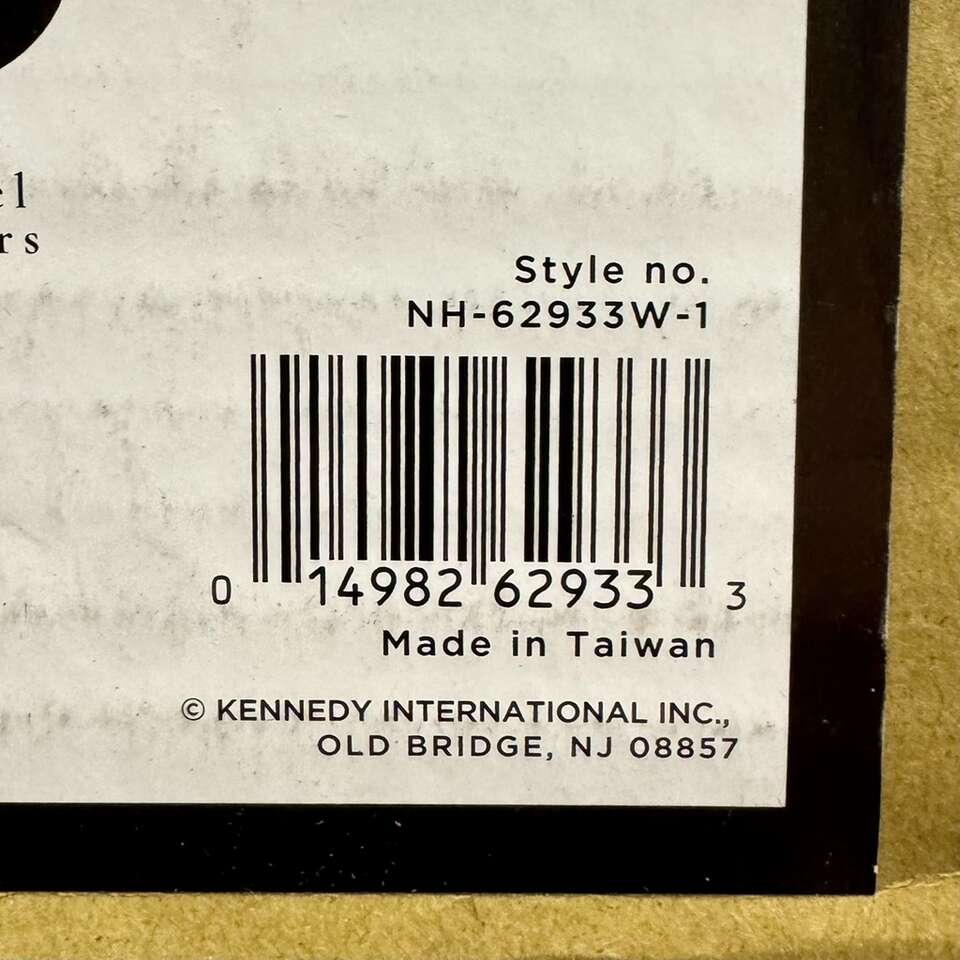 el
rs
Style no.
NH-62933W-1
0 14982 62933 3
Made in Taiwan
© KENNEDY INTERNATIONAL INC.,
OLD BRIDGE, NJ 08857